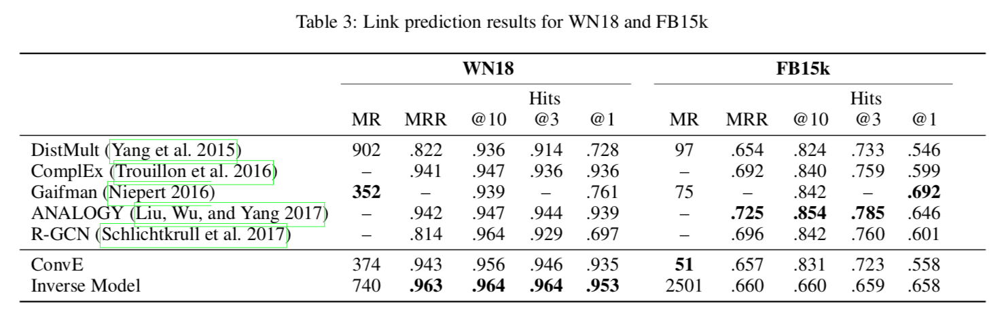 Table 3: Link prediction results for WN18 and FB15k
WN18 FB15k
Hits Hits
MR MRR @10 @3 @1 MR MRR @10 @3 @1
DistMult (Yang et al. 2015) 902 .822 .936 .914 .728 97 .654 .824 .733 .546
ComplEx (Trouillon et al. 2016) – .941 .947 .936 .936 – .692 .840 .759 .599
Gaifman (Niepert 2016) 352 – .939 – .761 75 – .842 – .692
ANALOGY (Liu, Wu, and Yang 2017) – .942 .947 .944 .939 – .725 .854 .785 .646
R-GCN (Schlichtkrull et al. 2017) – .814 .964 .929 .697 – .696 .842 .760 .601
ConvE 374 .943 .956 .946 .935 51 .657 .831 .723 .558
Inverse Model 740 .963 .964 .964 .953 2501 .660 .660 .659 .658